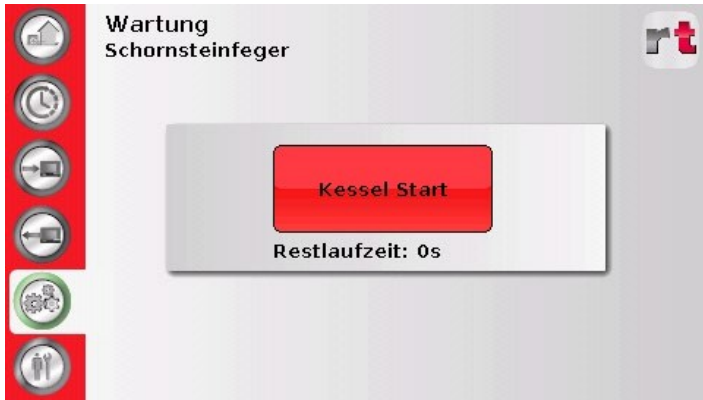 Wartung
Schornsteinfeger
rt
Kessel Start
Restlaufzeit: 0s